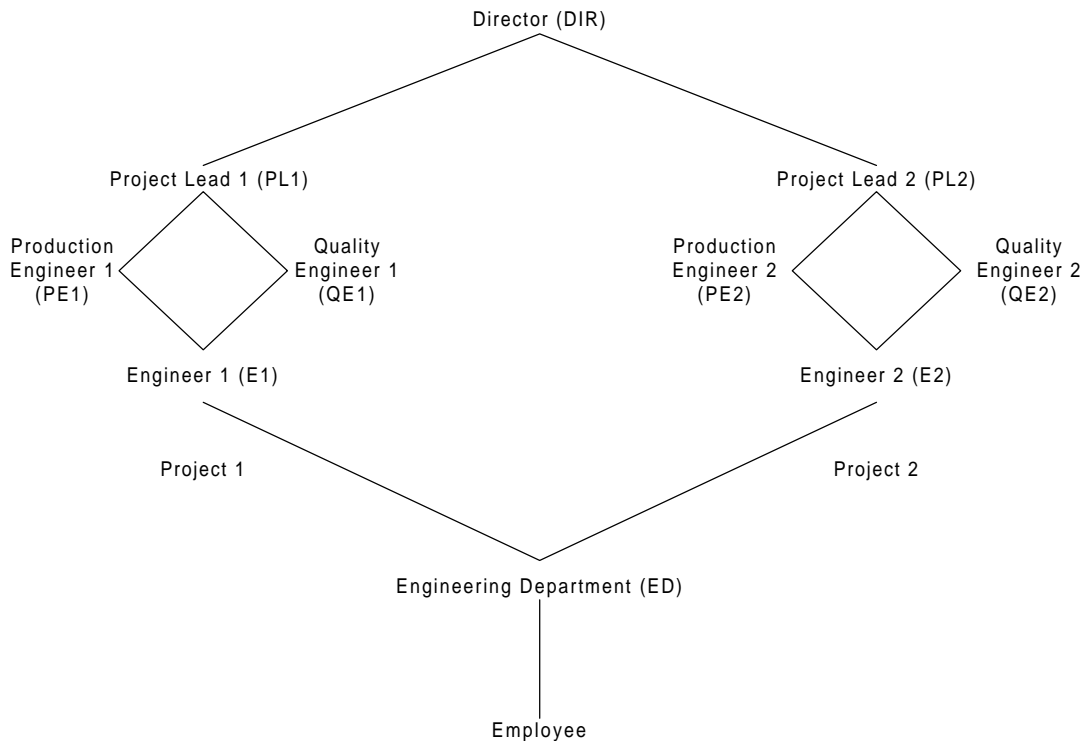 Director (DIR)
Project Lead 1 (PL1)
Project Lead 2 (PL2)
Production
Engineer 1
(PE1)
Quality
Engineer 1
(QE1)
Production
Engineer 2
(PE2)
Quality
Engineer 2
(QE2)
Engineer 1 (E1)
Engineer 2 (E2)
Project 1
Project 2
Engineering Department (ED)
Employee